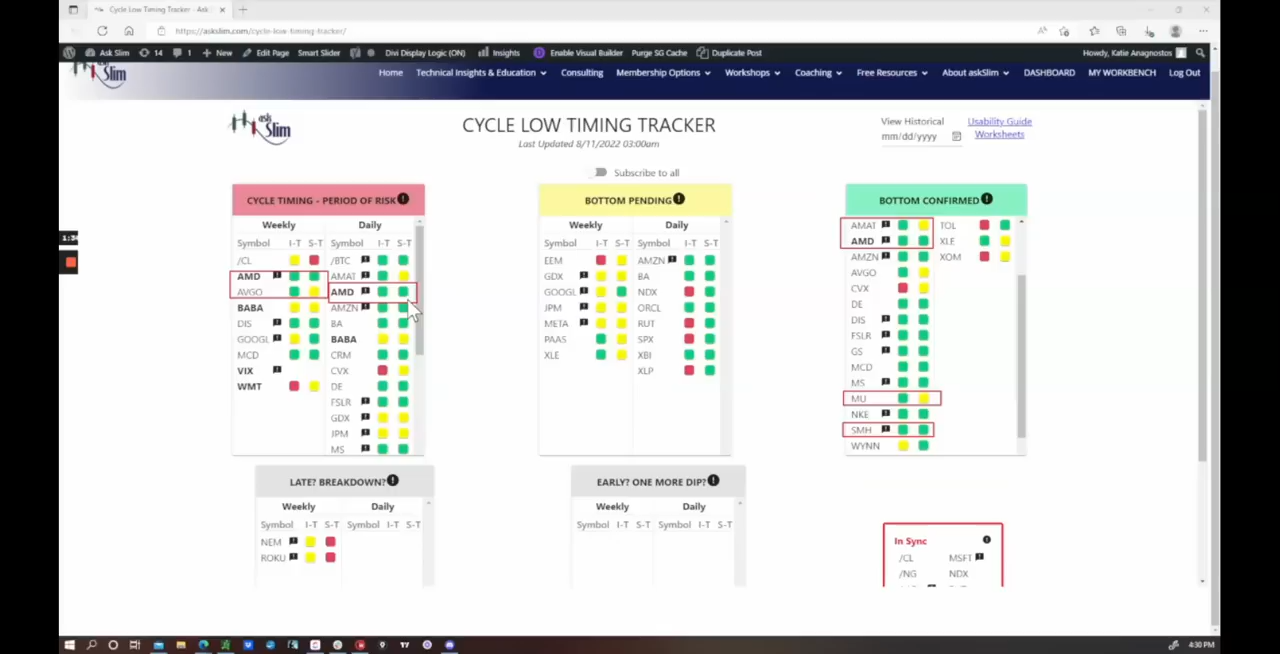 Cycle Low Timing Tracker - Ask S
https://askslim.com/cycle-low-timing-tracker/
Ask Slim 14 1 New Edit Page Smart Slider Divi Display Logic (ON) Insights Enable Visual Builder Purge SG Cache Duplicate Post Howdy, Katie Anagnostos
Slim Home Technical Insights & Education Consulting Membership Options Workshops Coaching Free Resources About askSlim DASHBOARD MY WORKBENCH Log Out
ask Slim
CYCLE LOW TIMING TRACKER
Last Updated 8/11/2022 03:00am
View Historical
mm/dd/yyyy
Usability Guide
Worksheets
Subscribe to all
CYCLE TIMING - PERIOD OF RISK
Weekly Daily
Symbol I-T S-T Symbol I-T S-T
/CL /BTC
AMD AMAT
AVGO AMD
BABA AMZN
DIS BA
GOOGL BABA
MCD CRM
VIX CVX
WMT DE
FSLR
GDX
JPM
MS
BOTTOM PENDING
Weekly Daily
Symbol I-T S-T Symbol I-T S-T
EEM AMZN
GDX BA
GOOGL NDX
JPM ORCL
META RUT
PAAS SPX
XLE XBI
XLP
BOTTOM CONFIRMED
AMAT TOL
AMD XLE
AMZN XOM
AVGO
CVX
DE
DIS
FSLR
GS
MCD
MS
MU
NKE
SMH
WYNN
LATE? BREAKDOWN?
Weekly Daily
Symbol I-T S-T Symbol I-T S-T
NEM
ROKU
EARLY? ONE MORE DIP?
Weekly Daily
Symbol I-T S-T Symbol I-T S-T
In Sync
/CL MSFT
/NG NDX
4:30 PM